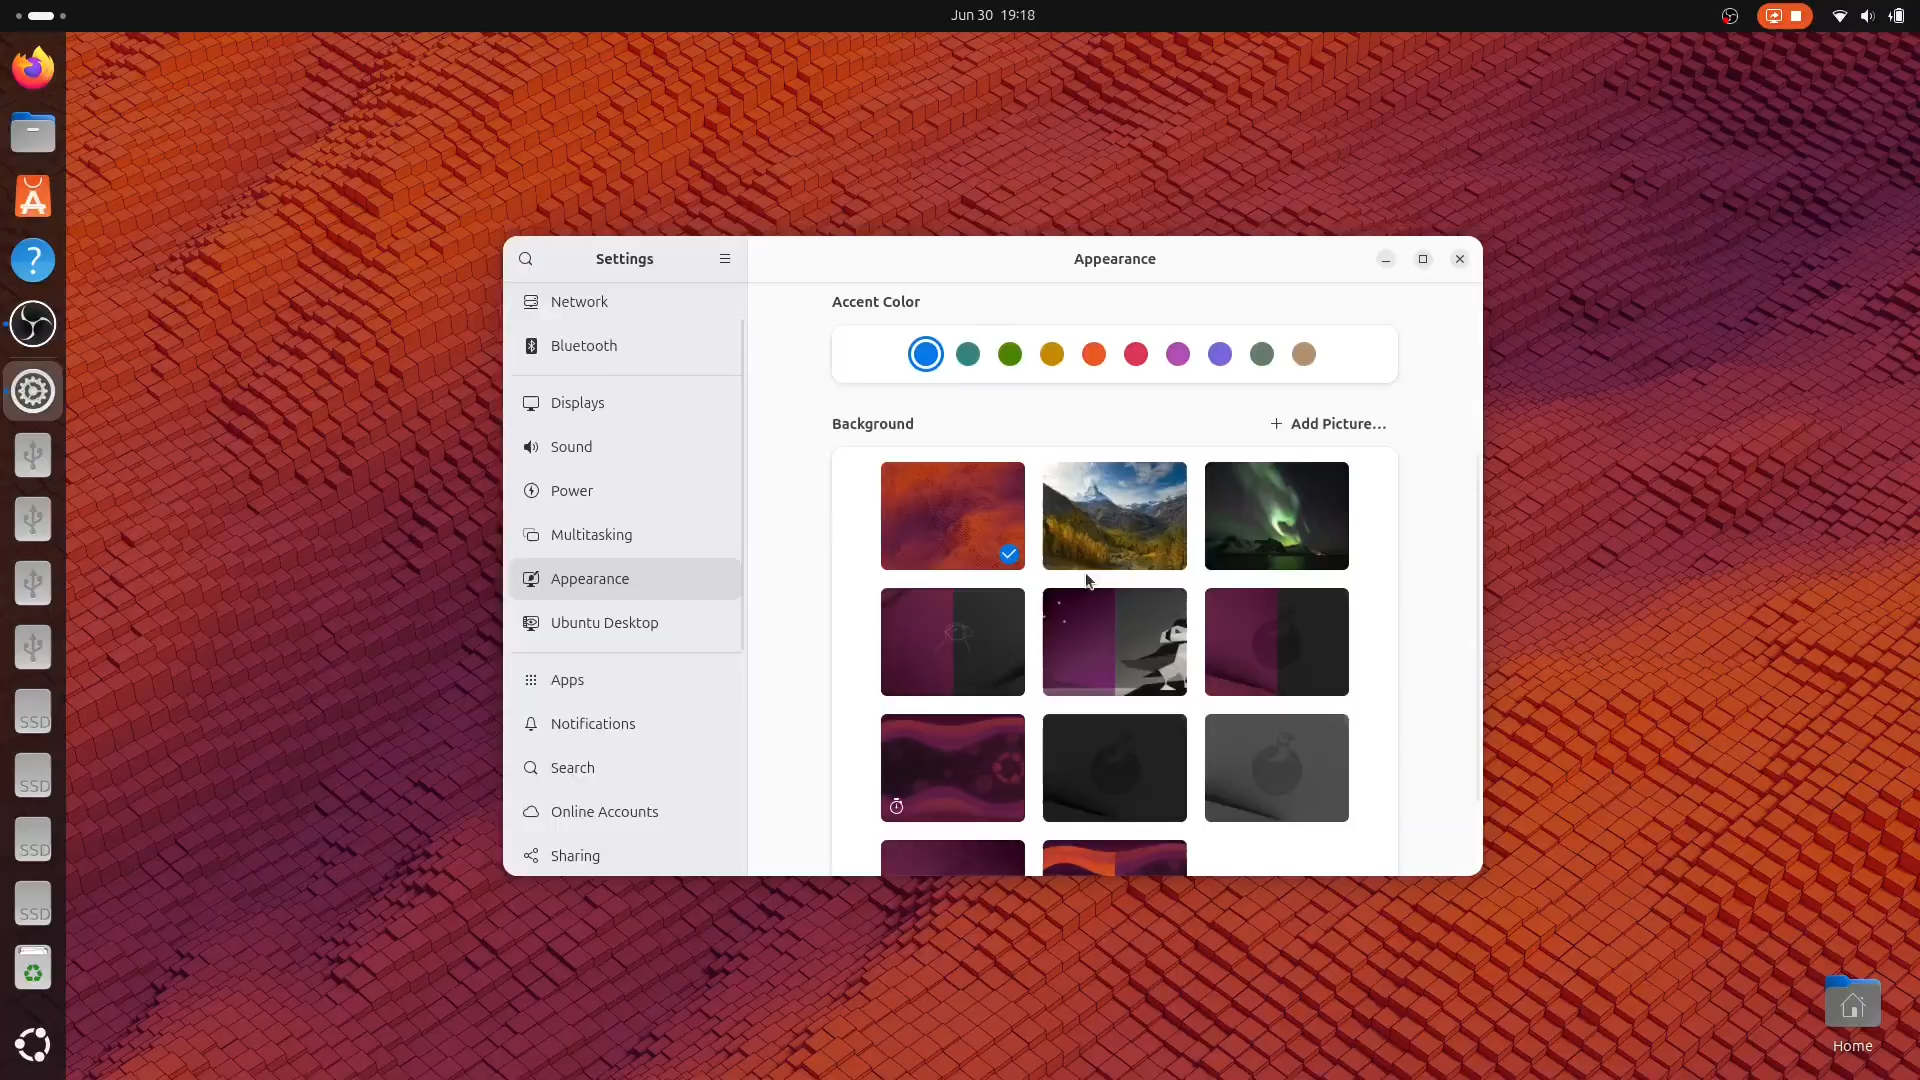 Jun 30 19:18
Settings
Appearance
Network
Bluetooth
Displays
Sound
Power
Multitasking
Appearance
Ubuntu Desktop
Apps
Notifications
Search
Online Accounts
Sharing
Accent Color
Background
Add Picture...
SSD
SSD
SSD
SSD
Home